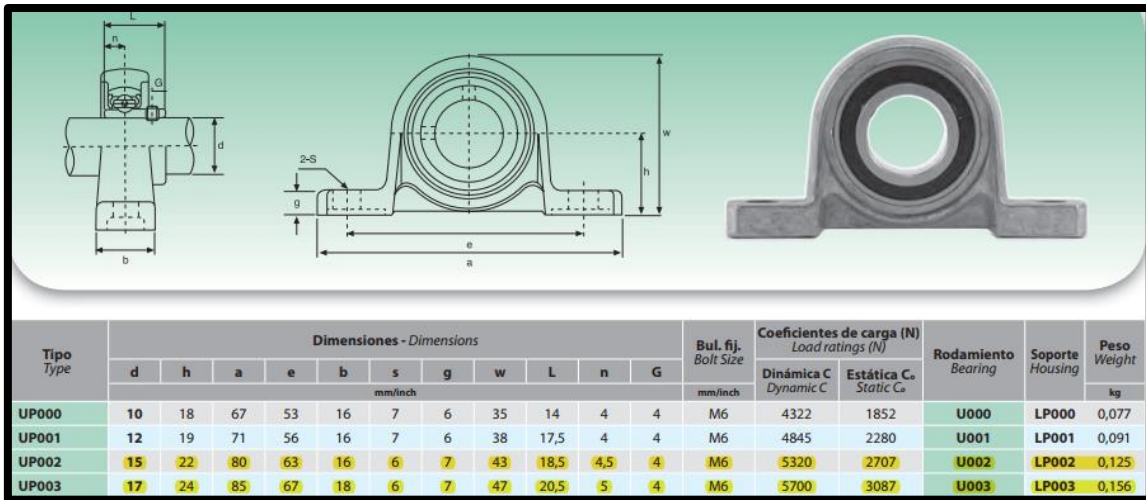 L
n
G
d
b
2-S
g
e
a
h
w
Tipo Type Dimensiones - Dimensions Bul. fij. Bolt Size Coeficientes de carga (N) Load ratings (N) Rodamiento Bearing Soporte Housing Peso Weight
d h a e b s g w L n G Dinámica C Dynamic C Estática Cₒ Static Cₒ
mm/inch mm/inch kg
UP000 10 18 67 53 16 7 6 35 14 4 4 M6 4322 1852 U000 LP000 0,077
UP001 12 19 71 56 16 7 6 38 17,5 4 4 M6 4845 2280 U001 LP001 0,091
UP002 15 22 80 63 16 6 7 43 18,5 4,5 4 M6 5320 2707 U002 LP002 0,125
UP003 17 24 85 67 18 6 7 47 20,5 5 4 M6 5700 3087 U003 LP003 0,156